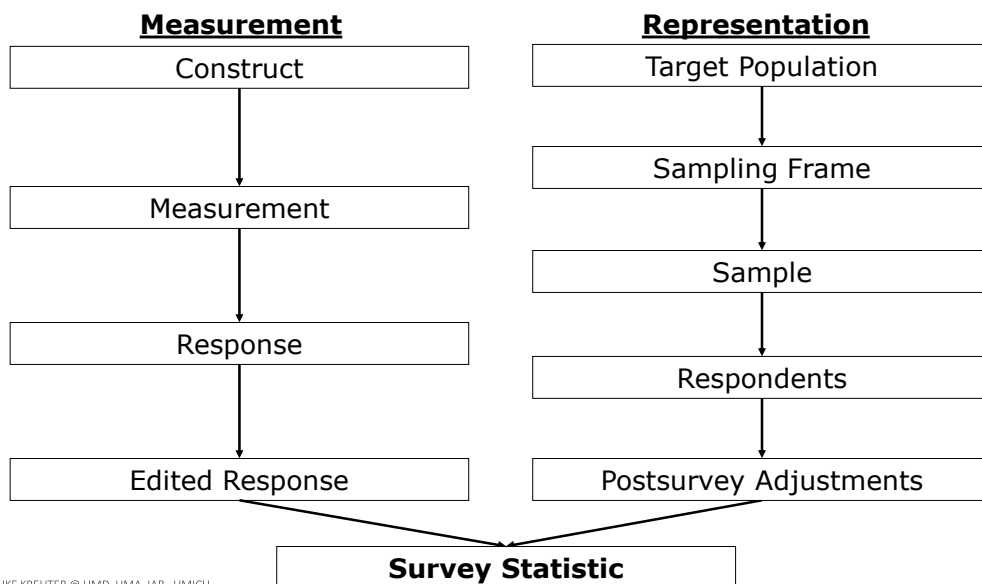 Measurement
Construct
Measurement
Response
Edited Response
Representation
Target Population
Sampling Frame
Sample
Respondents
Postsurvey Adjustments
Survey Statistic